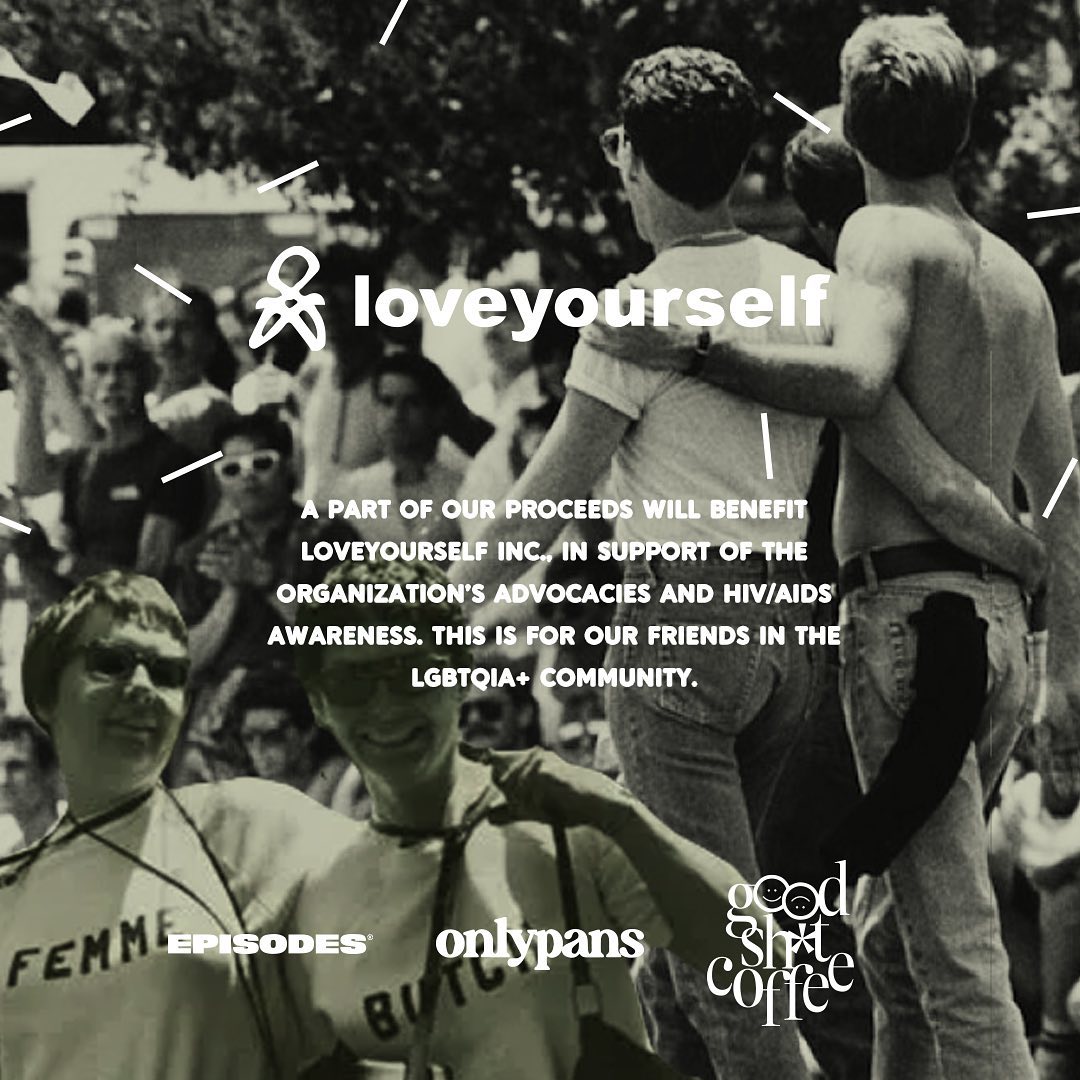 loveyourself
A PART OF OUR PROCEEDS WILL BENEFIT
LOVEYOURSELF INC., IN SUPPORT OF THE
ORGANIZATION'S ADVOCACIES AND HIV/AIDS
AWARENESS. THIS IS FOR OUR FRIENDS IN THE
LGBTQIA+ COMMUNITY.
FEMME
BUTCH
EPISODES®
onlypans
good
sh*t
coffee